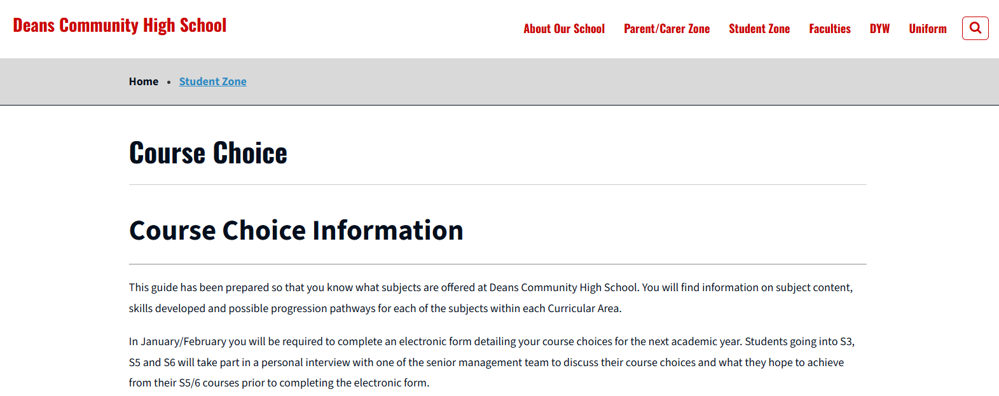 Deans Community High School
About Our School Parent/Carer Zone Student Zone Faculties DYW Uniform
Home • Student Zone
Course Choice
Course Choice Information
This guide has been prepared so that you know what subjects are offered at Deans Community High School. You will find information on subject content,
skills developed and possible progression pathways for each of the subjects within each Curricular Area.
In January/February you will be required to complete an electronic form detailing your course choices for the next academic year. Students going into S3,
S5 and S6 will take part in a personal interview with one of the senior management team to discuss their course choices and what they hope to achieve
from their S5/6 courses prior to completing the electronic form.